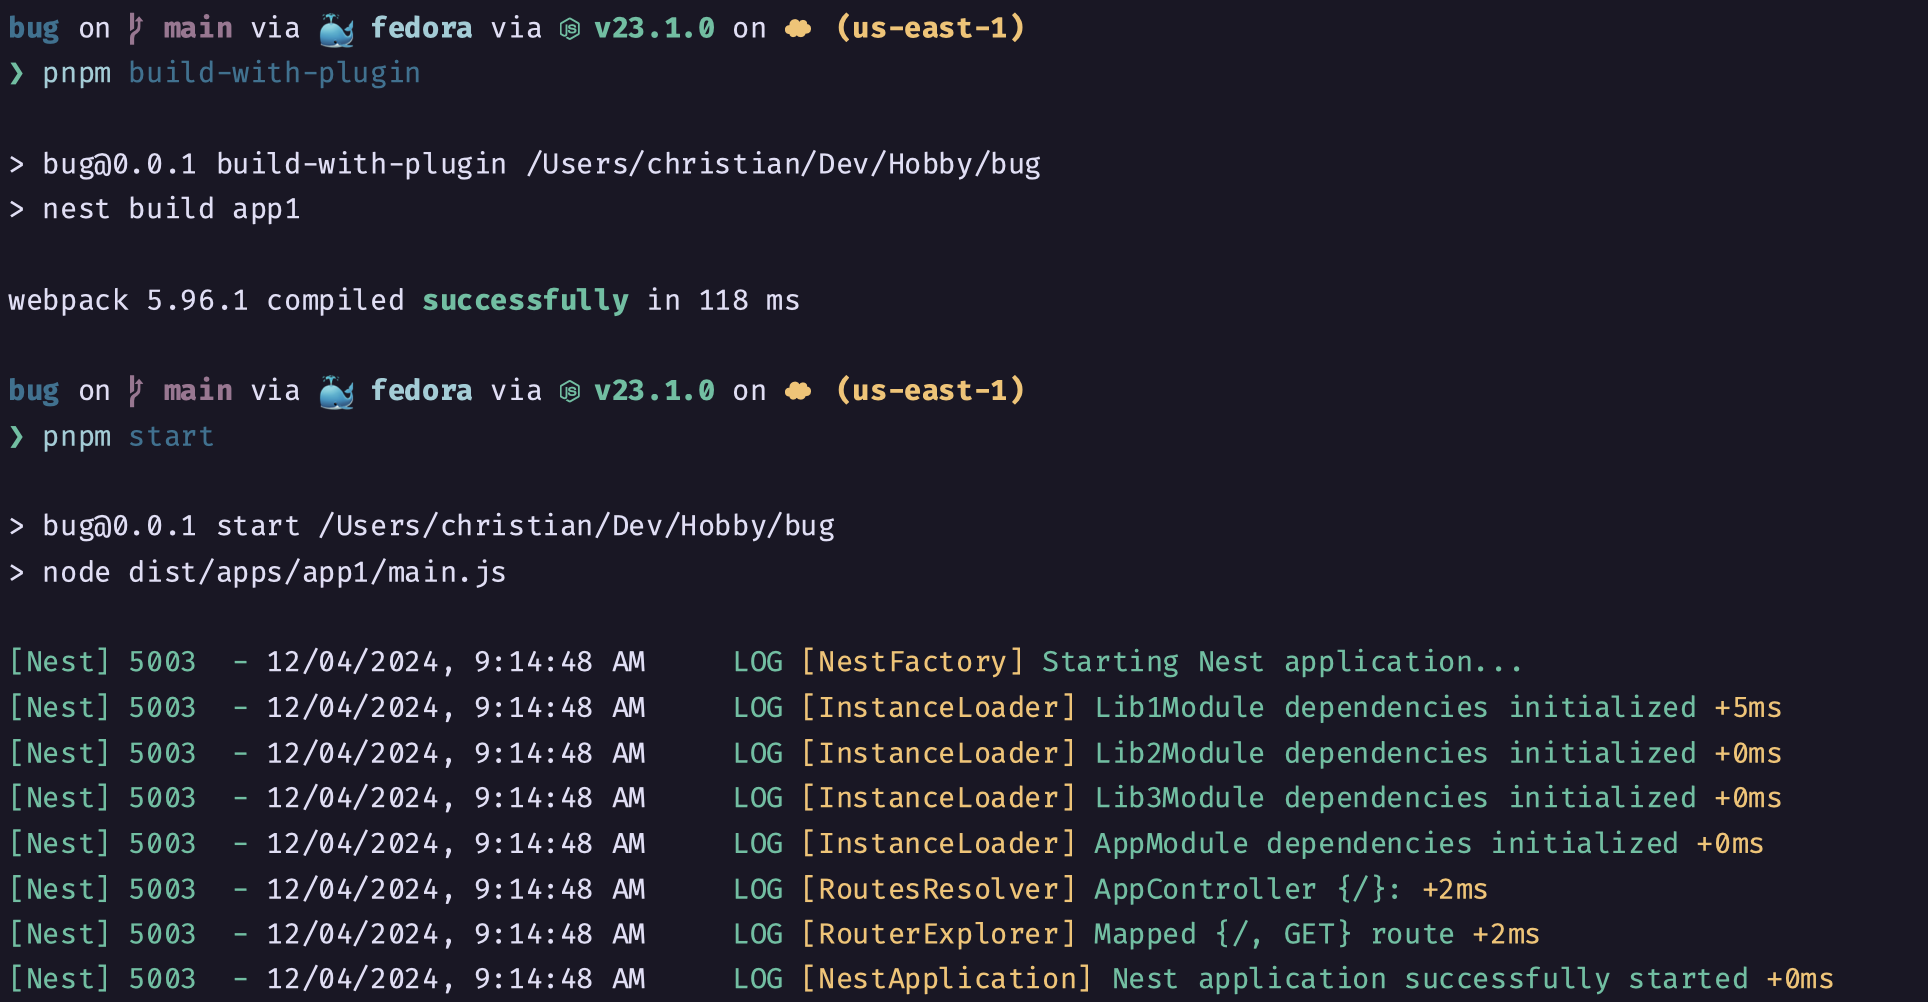 bug on main via 🐳 fedora via v23.1.0 on (us-east-1)
❯ pnpm build-with-plugin
> bug@0.0.1 build-with-plugin /Users/christian/Dev/Hobby/bug
> nest build app1
webpack 5.96.1 compiled successfully in 118 ms
bug on main via 🐳 fedora via v23.1.0 on (us-east-1)
❯ pnpm start
> bug@0.0.1 start /Users/christian/Dev/Hobby/bug
> node dist/apps/app1/main.js
[Nest] 5003  - 12/04/2024, 9:14:48 AM     LOG [NestFactory] Starting Nest application...
[Nest] 5003  - 12/04/2024, 9:14:48 AM     LOG [InstanceLoader] Lib1Module dependencies initialized +5ms
[Nest] 5003  - 12/04/2024, 9:14:48 AM     LOG [InstanceLoader] Lib2Module dependencies initialized +0ms
[Nest] 5003  - 12/04/2024, 9:14:48 AM     LOG [InstanceLoader] Lib3Module dependencies initialized +0ms
[Nest] 5003  - 12/04/2024, 9:14:48 AM     LOG [InstanceLoader] AppModule dependencies initialized +0ms
[Nest] 5003  - 12/04/2024, 9:14:48 AM     LOG [RoutesResolver] AppController {/}: +2ms
[Nest] 5003  - 12/04/2024, 9:14:48 AM     LOG [RouterExplorer] Mapped {/, GET} route +2ms
[Nest] 5003  - 12/04/2024, 9:14:48 AM     LOG [NestApplication] Nest application successfully started +0ms